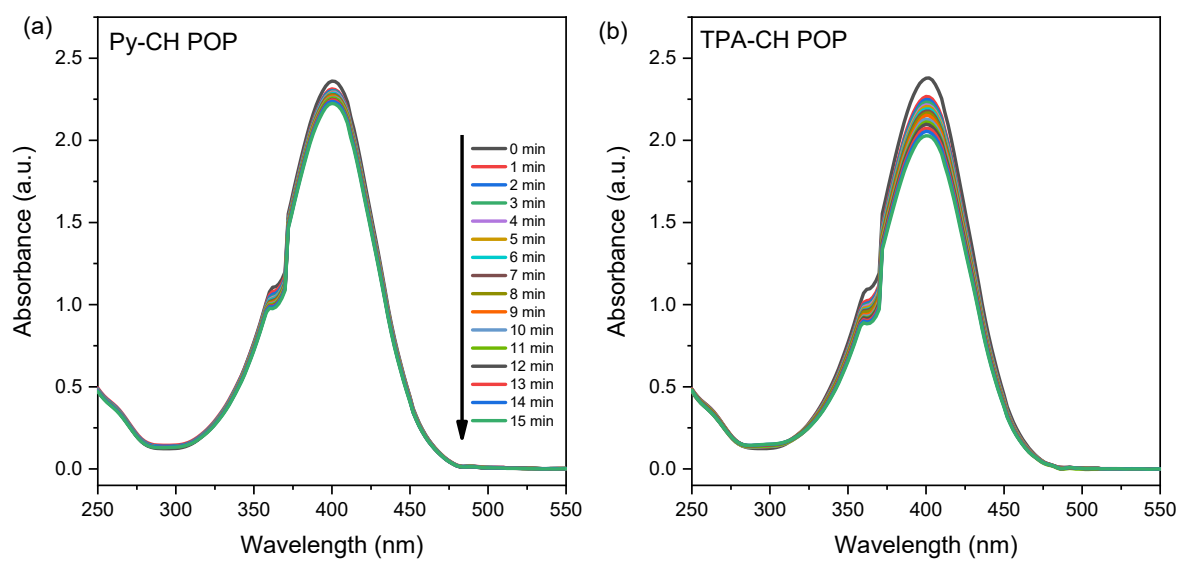 (a)
Py-CH POP
2.5
2.0
1.5
1.0
0.5
0.0
Absorbance (a.u.)
250 300 350 400 450 500 550
Wavelength (nm)
0 min
1 min
2 min
3 min
4 min
5 min
6 min
7 min
8 min
9 min
10 min
11 min
12 min
13 min
14 min
15 min
(b)
TPA-CH POP
2.5
2.0
1.5
1.0
0.5
0.0
Absorbance (a.u.)
250 300 350 400 450 500 550
Wavelength (nm)